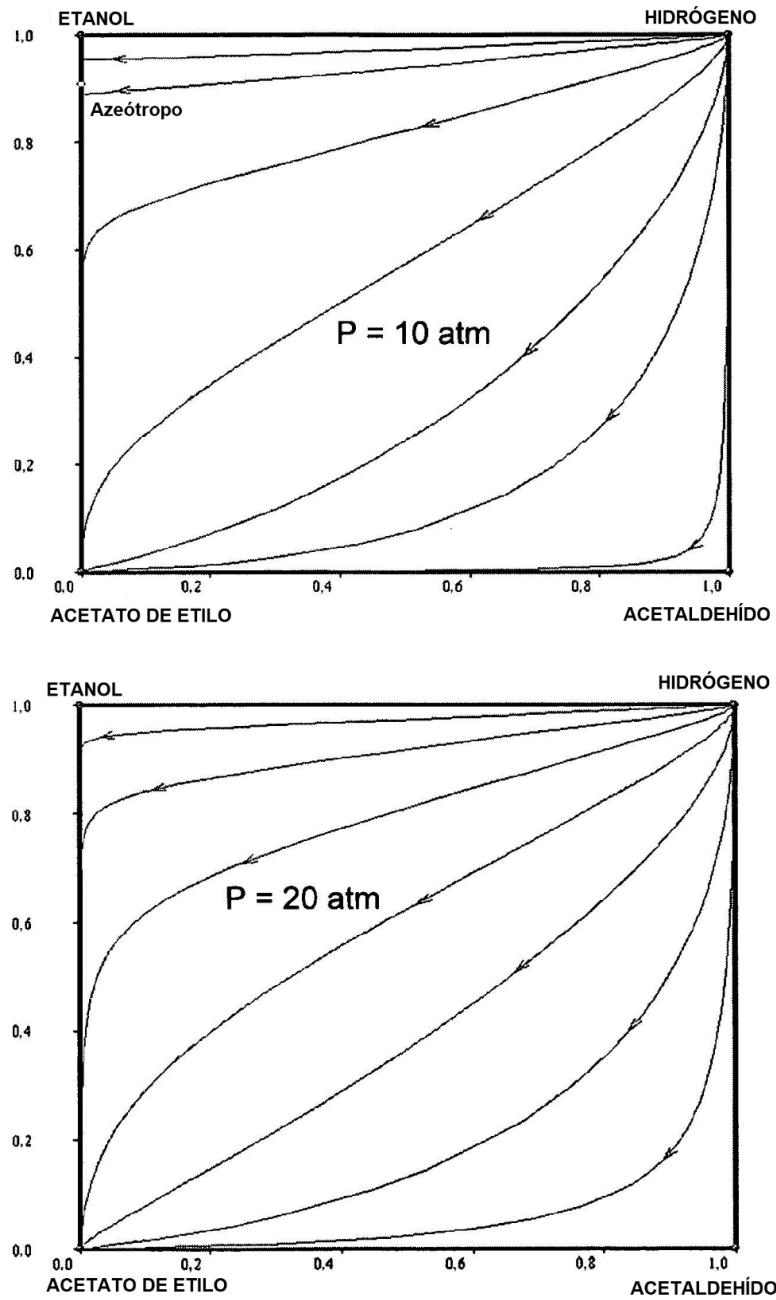 ETANOL HIDRÓGENO
1,0
0.8
Azeótropo
0.6
P = 10 atm
0.4
0,2
0.0
0.0 0,2 0,4 0,6 0,8 1,0
ACETATO DE ETILO ACETALDEHÍDO
ETANOL HIDRÓGENO
1,0
0.8
P = 20 atm
0,6
0,4
0.2
0.0
0.0 0,2 0,4 0,6 0,8 1,0
ACETATO DE ETILO ACETALDEHÍDO